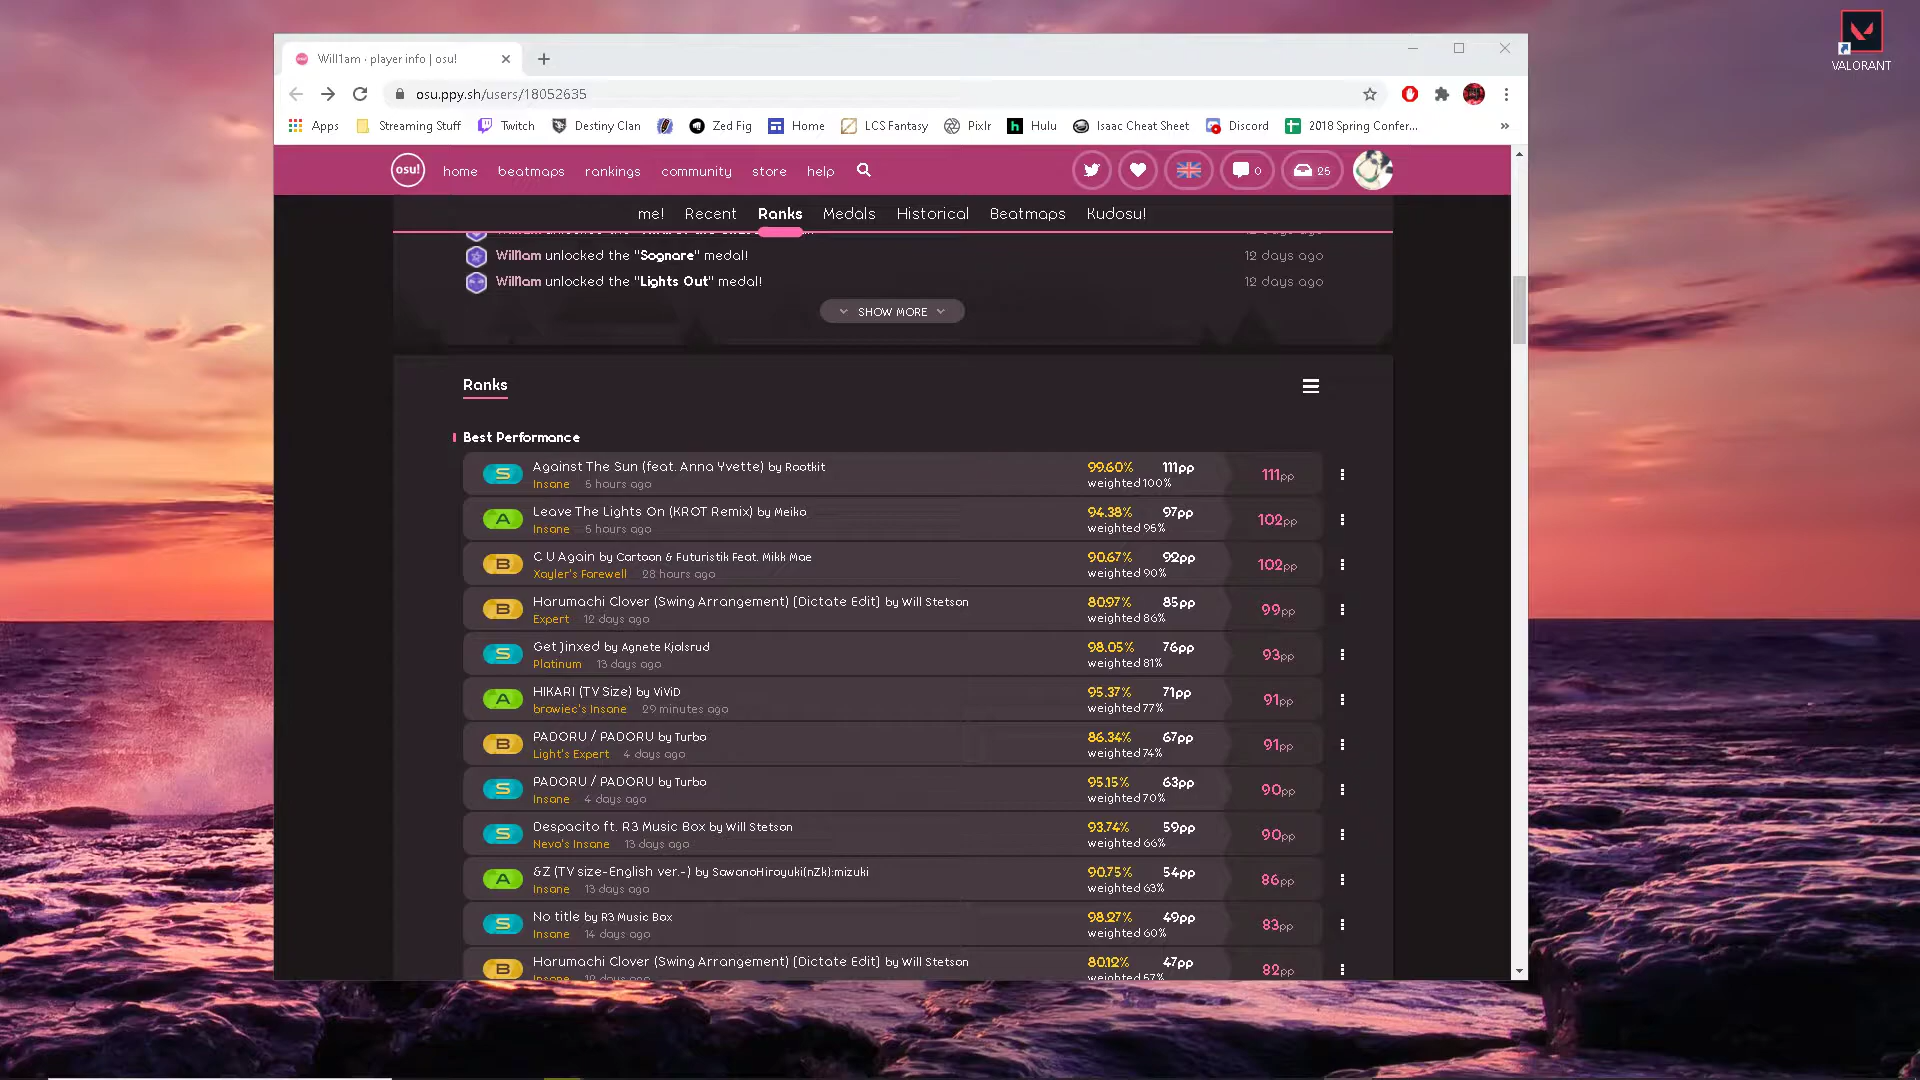 Will1am · player info | osu!
VALORANT
osu.ppy.sh/users/18052635
Apps Streaming Stuff Twitch Destiny Clan Zed Fig Home LCS Fantasy Pixlr Hulu Isaac Cheat Sheet Discord 2018 Spring Confer... »
osu! home beatmaps rankings community store help 0 25
me! Recent Ranks Medals Historical Beatmaps Kudosu!
Will1am unlocked the "Sognare" medal! 12 days ago
Will1am unlocked the "Lights Out" medal! 12 days ago
SHOW MORE
Ranks
Best Performance
S Against The Sun (feat. Anna Yvette) by Rootkit 99.60% 111pp 111pp
Insane 5 hours ago weighted 100%
A Leave The Lights On (KROT Remix) by Meiko 94.38% 97pp 102pp
Insane 5 hours ago weighted 95%
B C U Again by Cartoon & Futuristik Feat. Mikk Mae 90.67% 92pp 102pp
Xayler's Farewell 28 hours ago weighted 90%
B Harumachi Clover (Swing Arrangement) [Dictate Edit] by Will Stetson 80.97% 85pp 99pp
Expert 12 days ago weighted 86%
S Get Jinxed by Agnete Kjolsrud 98.05% 76pp 93pp
Platinum 13 days ago weighted 81%
A HIKARI (TV Size) by ViViD 95.37% 71pp 91pp
browiec's Insane 29 minutes ago weighted 77%
B PADORU / PADORU by Turbo 86.34% 67pp 91pp
Light's Expert 4 days ago weighted 74%
S PADORU / PADORU by Turbo 95.15% 63pp 90pp
Insane 4 days ago weighted 70%
S Despacito ft. R3 Music Box by Will Stetson 93.74% 59pp 90pp
Nevo's Insane 13 days ago weighted 66%
A &Z (TV size-English ver.-) by SawanoHiroyuki[nZk]:mizuki 90.75% 54pp 86pp
Insane 13 days ago weighted 63%
S No title by R3 Music Box 98.27% 49pp 83pp
Insane 14 days ago weighted 60%
B Harumachi Clover (Swing Arrangement) [Dictate Edit] by Will Stetson 80.12% 47pp 82pp
Insane 12 days ago weighted 57%